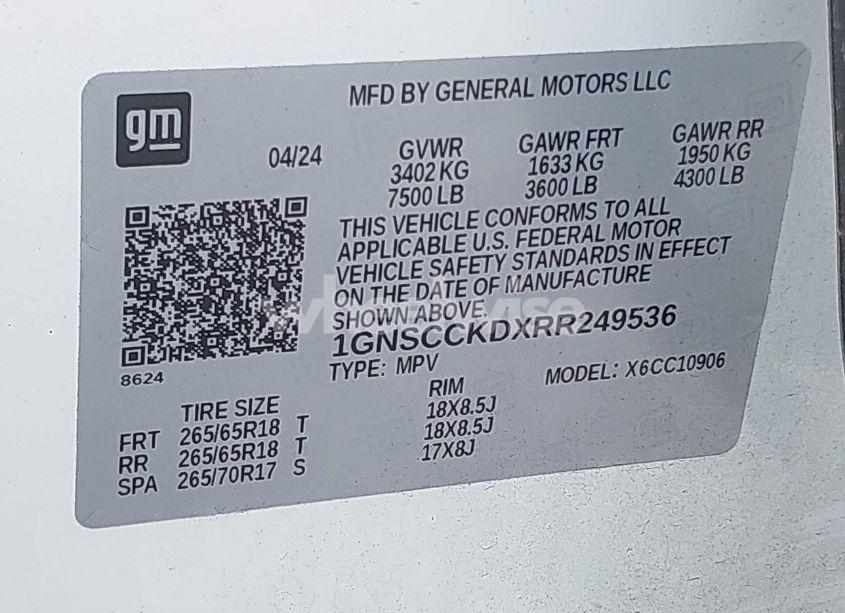 gm
MFD BY GENERAL MOTORS LLC
04/24
GVWR
3402 KG
7500 LB
GAWR FRT
1633 KG
3600 LB
GAWR RR
1950 KG
4300 LB
THIS VEHICLE CONFORMS TO ALL
APPLICABLE U.S. FEDERAL MOTOR
VEHICLE SAFETY STANDARDS IN EFFECT
ON THE DATE OF MANUFACTURE
SHOWN ABOVE.
1GNSCCKDXRR249536
8624
TYPE: MPV
MODEL: X6CC10906
TIRE SIZE RIM
FRT 265/65R18 T 18X8.5J
RR 265/65R18 T 18X8.5J
SPA 265/70R17 S 17X8J